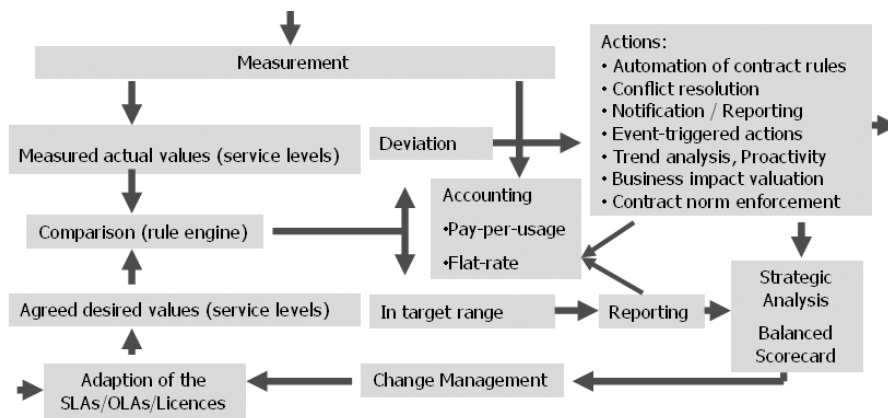 Measurement
Actions:
• Automation of contract rules
• Conflict resolution
• Notification / Reporting
• Event-triggered actions
• Trend analysis, Proactivity
• Business impact valuation
• Contract norm enforcement
Measured actual values (service levels)
Deviation
Comparison (rule engine)
Accounting
•Pay-per-usage
•Flat-rate
Agreed desired values (service levels)
In target range
Reporting
Strategic
Analysis
Balanced
Scorecard
Adaption of the
SLAs/OLAs/Licences
Change Management